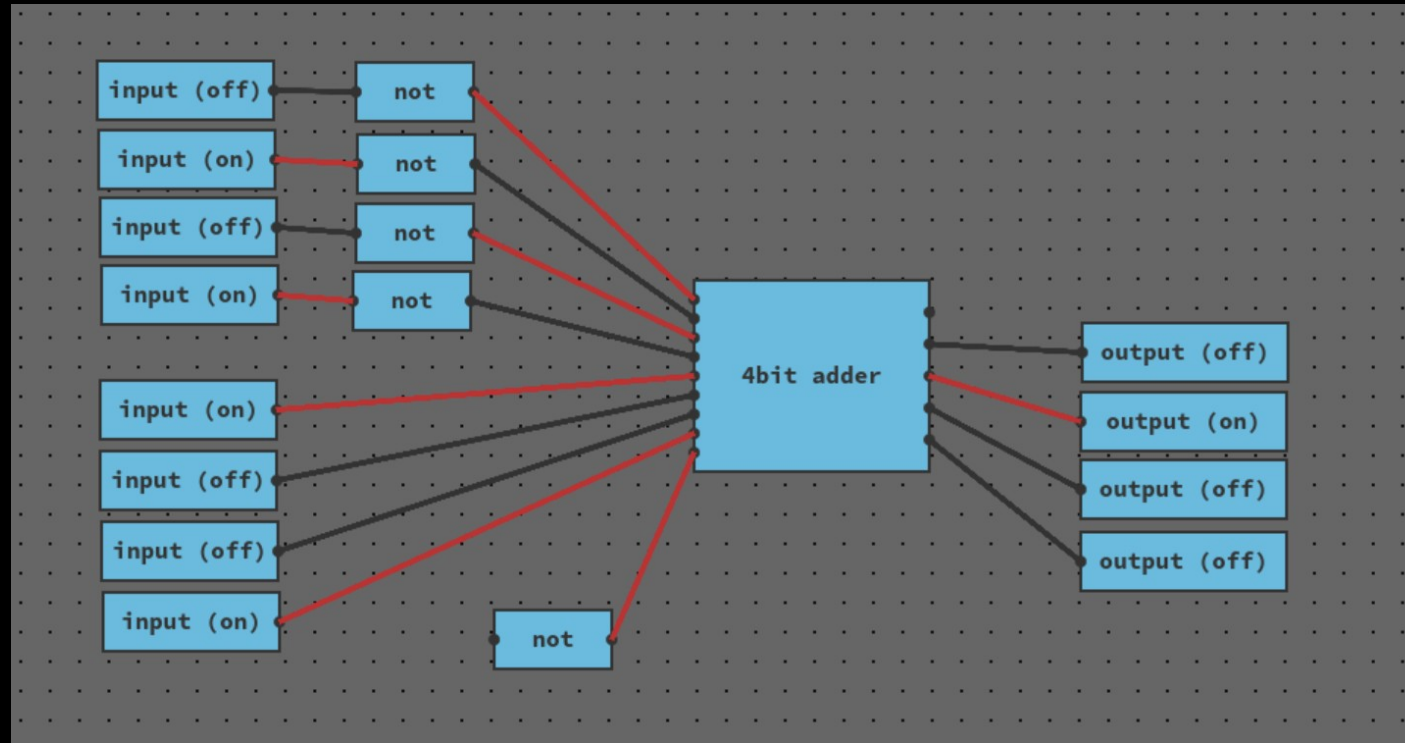 input (off)
not
input (on)
not
input (off)
not
input (on)
not
4bit adder
output (off)
input (on)
output (on)
input (off)
output (off)
input (off)
output (off)
input (on)
not